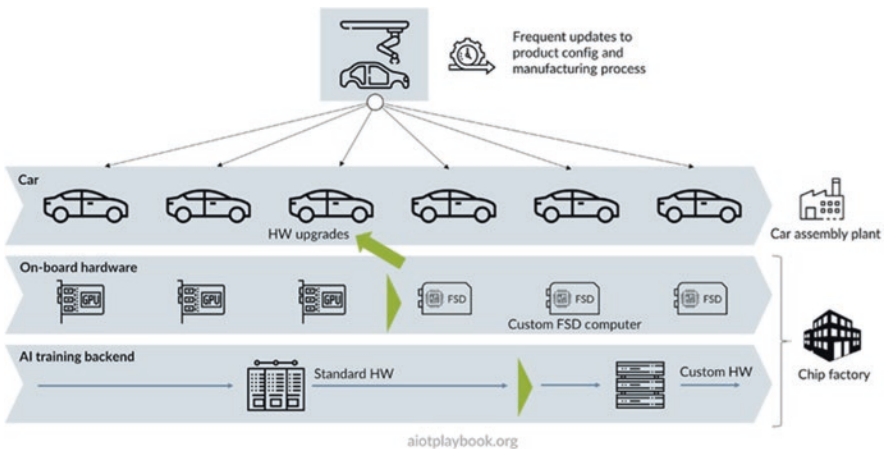 Frequent updates to
product config and
manufacturing process
Car
HW upgrades
Car assembly plant
On-board hardware
GPU
GPU
GPU
FSD
FSD
FSD
Custom FSD computer
AI training backend
Standard HW
Custom HW
Chip factory
aiotplaybook.org